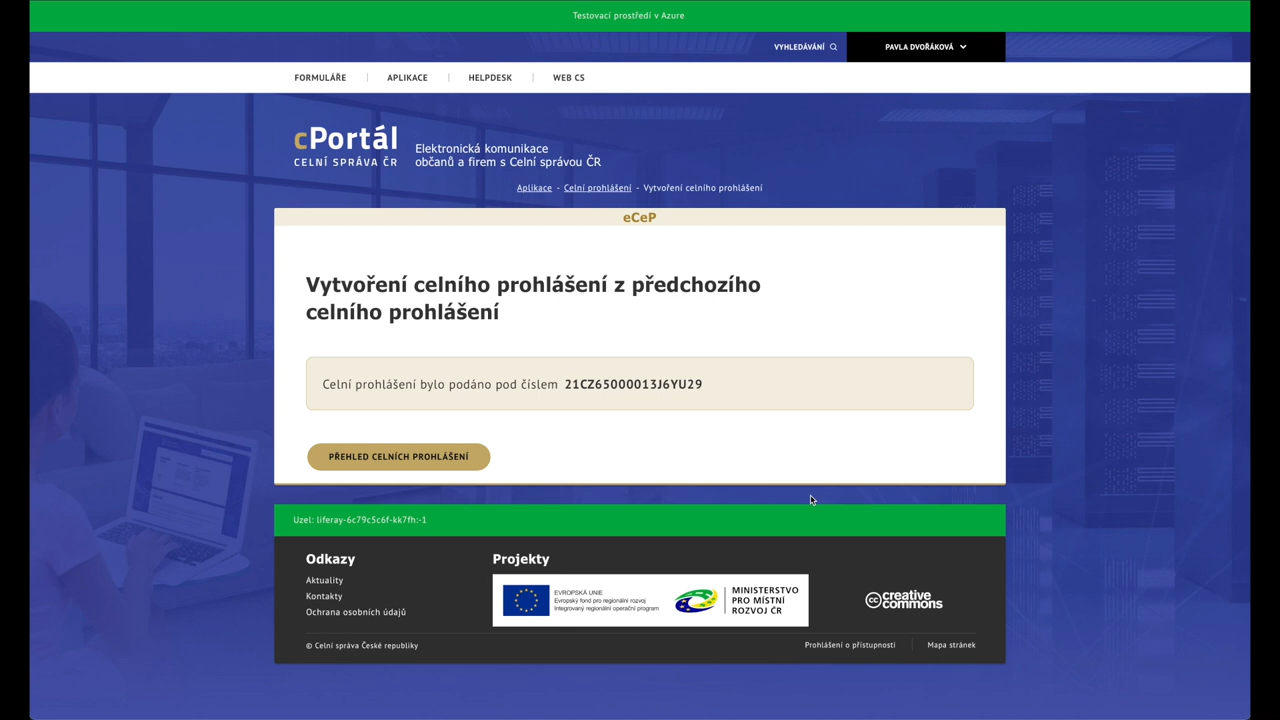 Testovací prostředí v Azure
VYHLEDÁVÁNÍ
PAVLA DVOŘÁKOVÁ
FORMULÁŘE
APLIKACE
HELPDESK
WEB CS
cPortál
CELNÍ SPRÁVA ČR
Elektronická komunikace
občanů a firem s Celní správou ČR
Aplikace - Celní prohlášení - Vytvoření celního prohlášení
eCeP
Vytvoření celního prohlášení z předchozího
celního prohlášení
Celní prohlášení bylo podáno pod číslem 21CZ65000013J6YU29
PŘEHLED CELNÍCH PROHLÁŠENÍ
Uzel: liferay-6c79c5c6f-kk7fh:-1
Odkazy
Aktuality
Kontakty
Ochrana osobních údajů
Projekty
EVROPSKÁ UNIE
Evropský fond pro regionální rozvoj
Integrovaný regionální operační program
MINISTERSTVO
PRO MÍSTNÍ
ROZVOJ ČR
cc creative
commons
© Celní správa České republiky
Prohlášení o přístupnosti
Mapa stránek